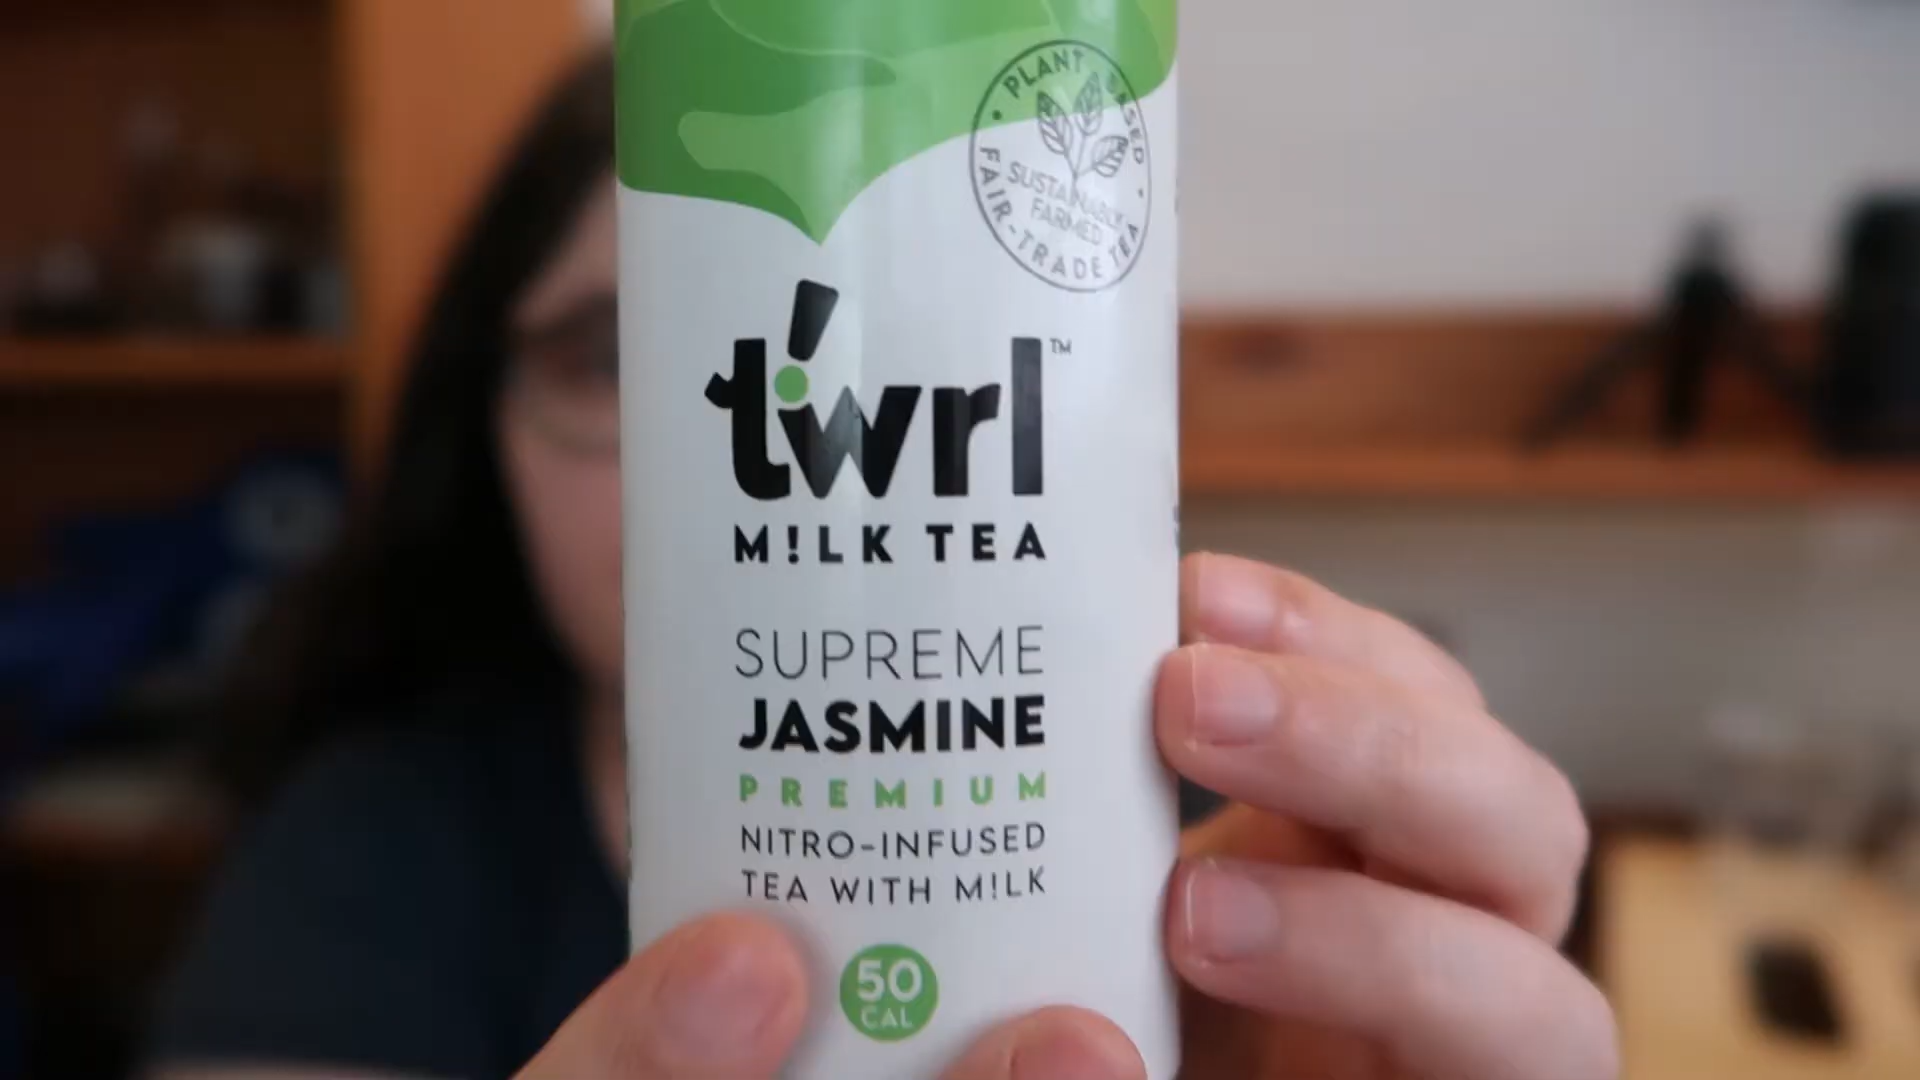 PLANT BASED
SUSTAINABLY
FARMED
FAIR-TRADE TEA
twrl™
M!LK TEA
SUPREME
JASMINE
PREMIUM
NITRO-INFUSED
TEA WITH M!LK
50
CAL